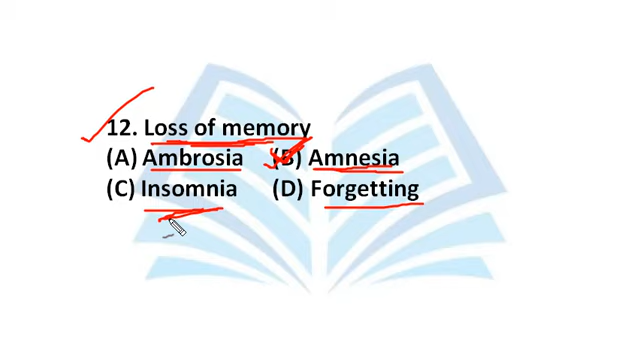 12. Loss of memory
(A) Ambrosia (B) Amnesia
(C) Insomnia (D) Forgetting